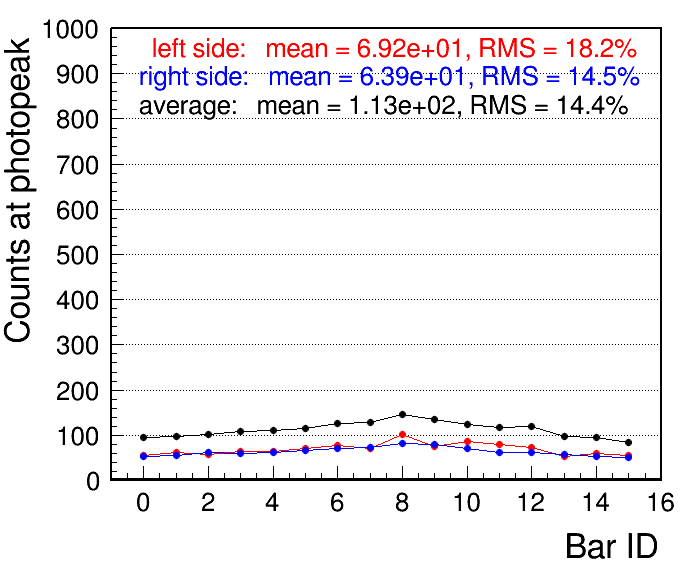 left side: mean = 6.92e+01, RMS = 18.2%
right side: mean = 6.39e+01, RMS = 14.5%
average: mean = 1.13e+02, RMS = 14.4%
Counts at photopeak
1000
900
800
700
600
500
400
300
200
100
0
0 2 4 6 8 10 12 14 16
Bar ID